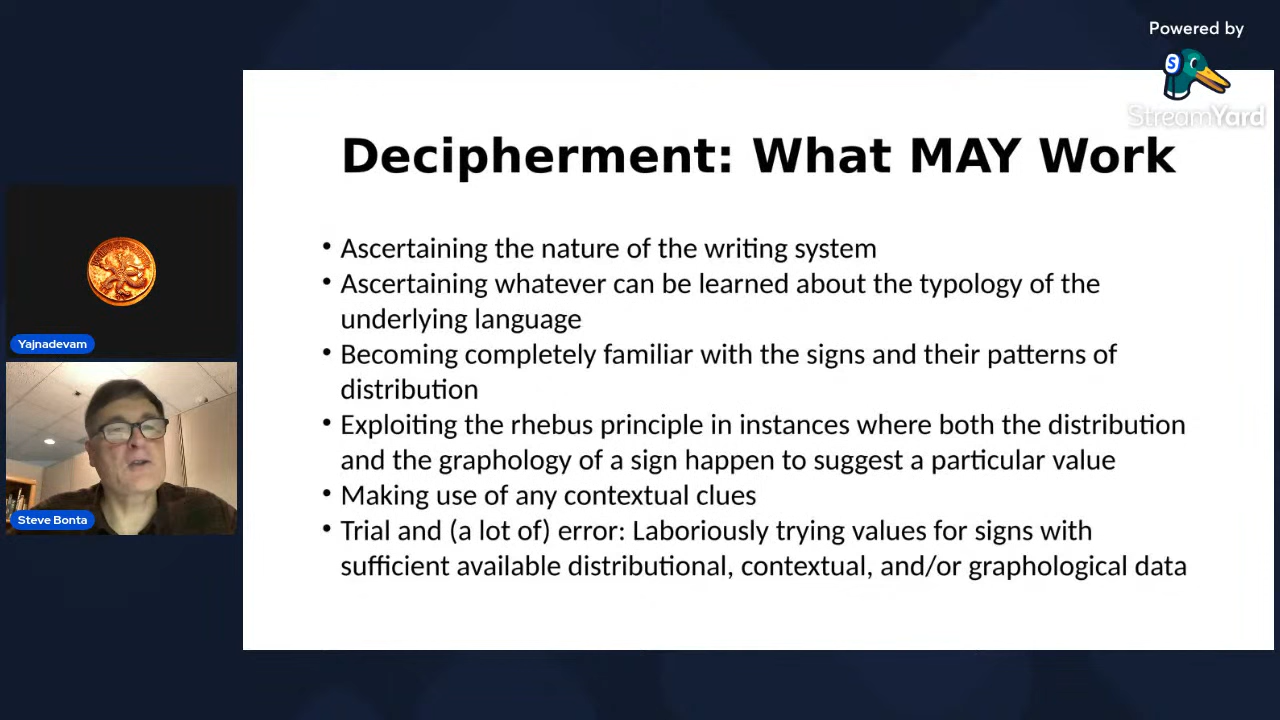 Powered by
StreamYard
Decipherment: What MAY Work
• Ascertaining the nature of the writing system
• Ascertaining whatever can be learned about the typology of the
underlying language
• Becoming completely familiar with the signs and their patterns of
distribution
• Exploiting the rhebus principle in instances where both the distribution
and the graphology of a sign happen to suggest a particular value
• Making use of any contextual clues
• Trial and (a lot of) error: Laboriously trying values for signs with
sufficient available distributional, contextual, and/or graphological data
Yajnadevam
Steve Bonta